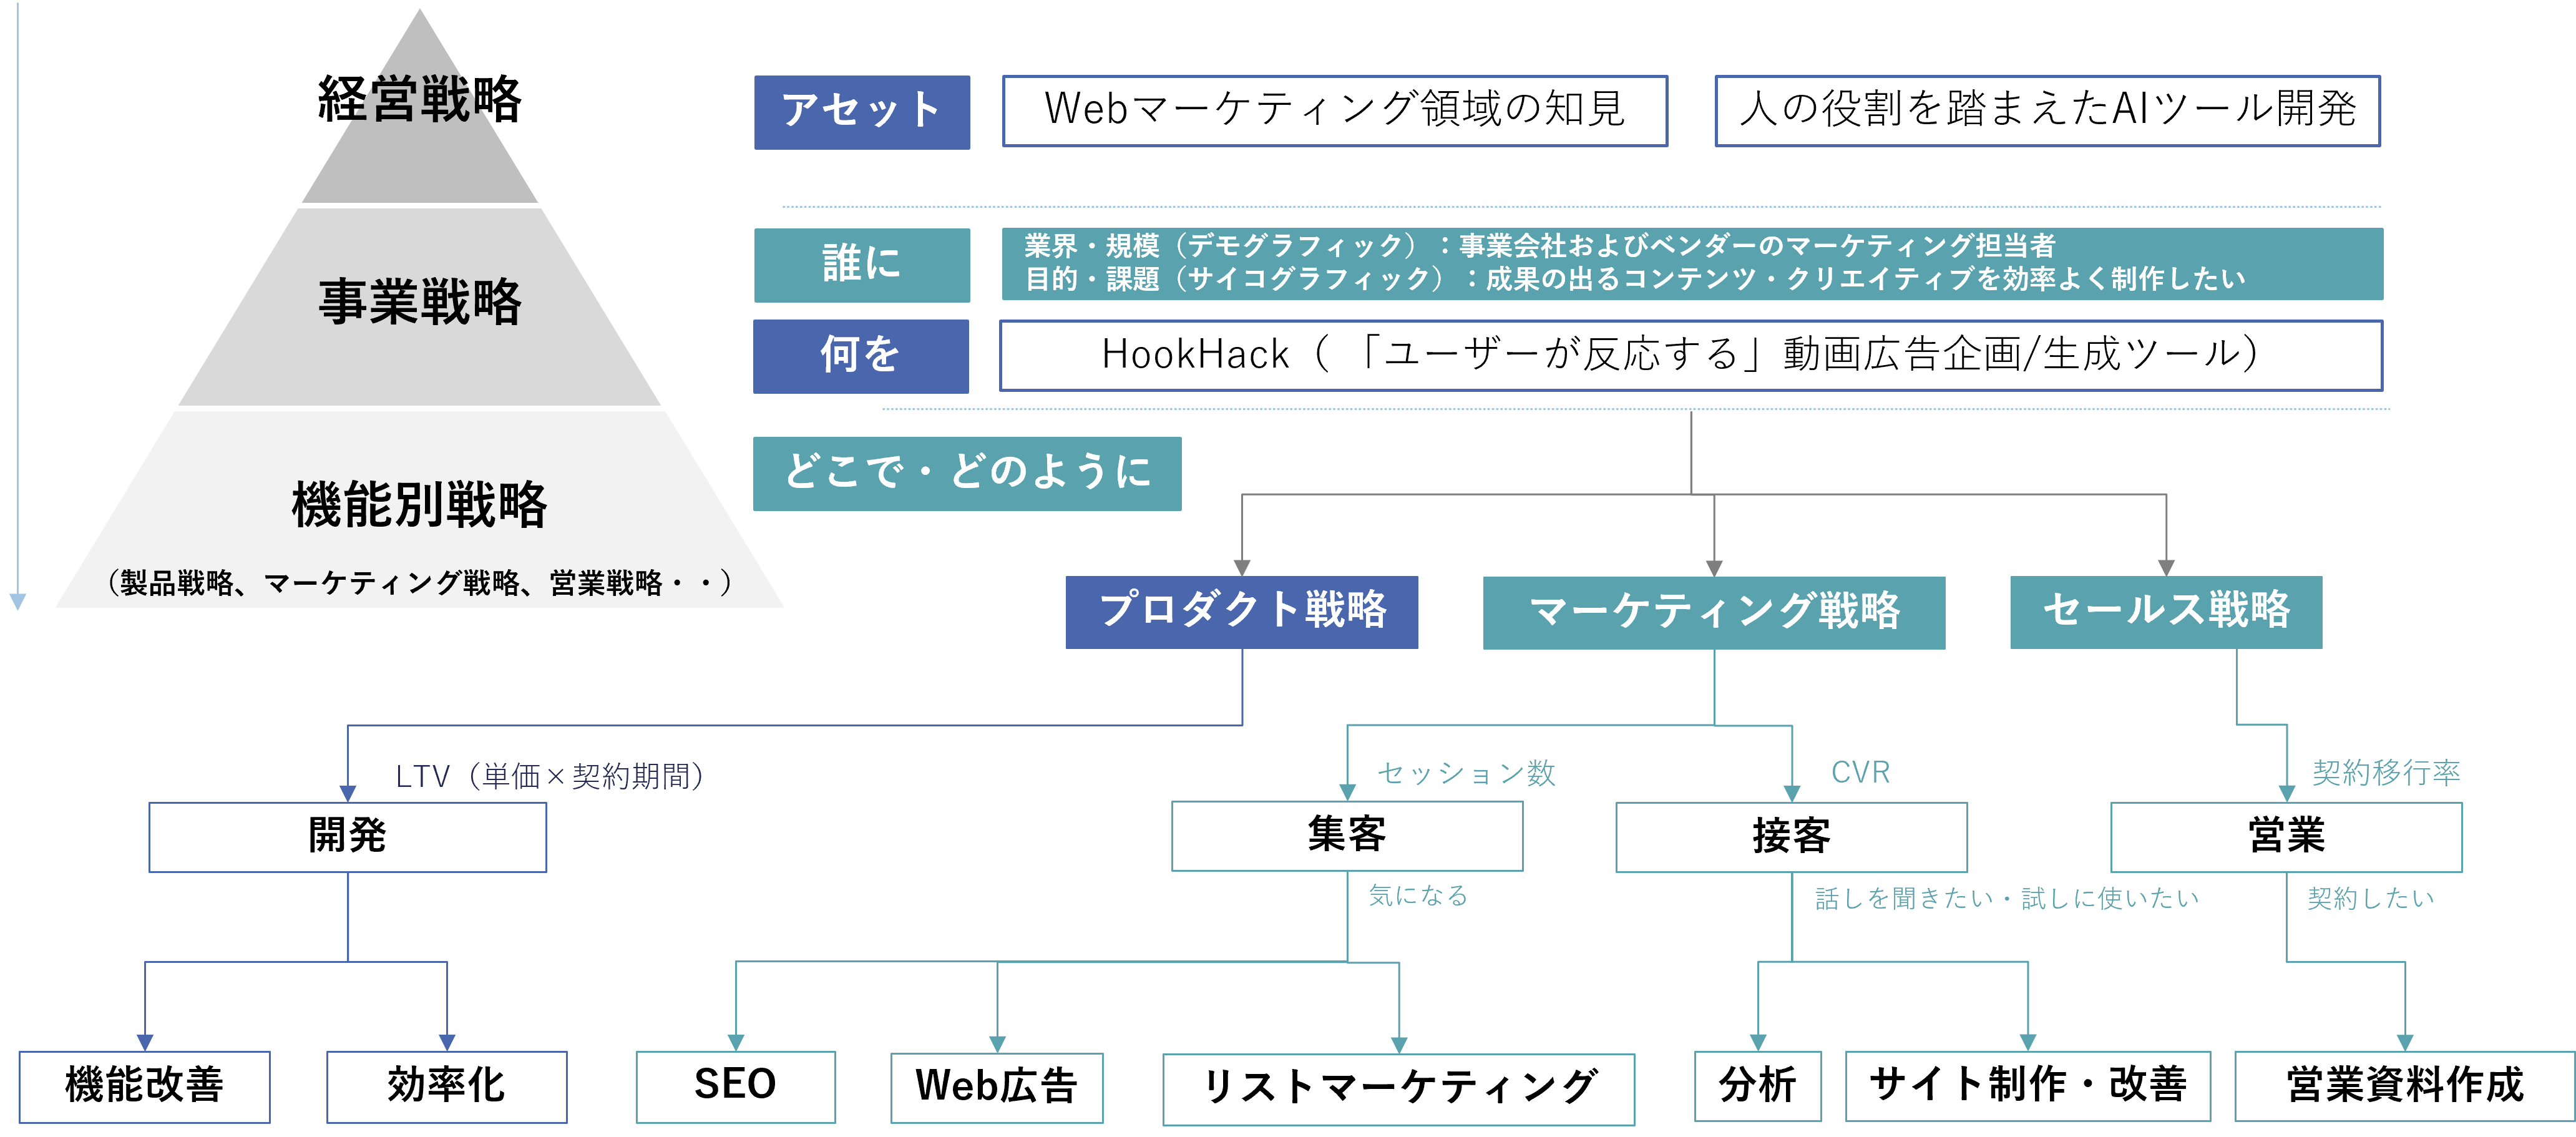 経営戦略
アセット
Webマーケティング領域の知見
人の役割を踏まえたAIツール開発
事業戦略
誰に
業界・規模（デモグラフィック）：事業会社およびベンダーのマーケティング担当者
目的・課題（サイコグラフィック）：成果の出るコンテンツ・クリエイティブを効率よく制作したい
何を
HookHack（ 「ユーザーが反応する」動画広告企画/生成ツール）
機能別戦略
（製品戦略、マーケティング戦略、営業戦略・・）
どこで・どのように
プロダクト戦略
マーケティング戦略
セールス戦略
LTV（単価×契約期間）
セッション数
CVR
契約移行率
開発
集客
接客
営業
気になる
話しを聞きたい・試しに使いたい
契約したい
機能改善
効率化
SEO
Web広告
リストマーケティング
分析
サイト制作・改善
営業資料作成